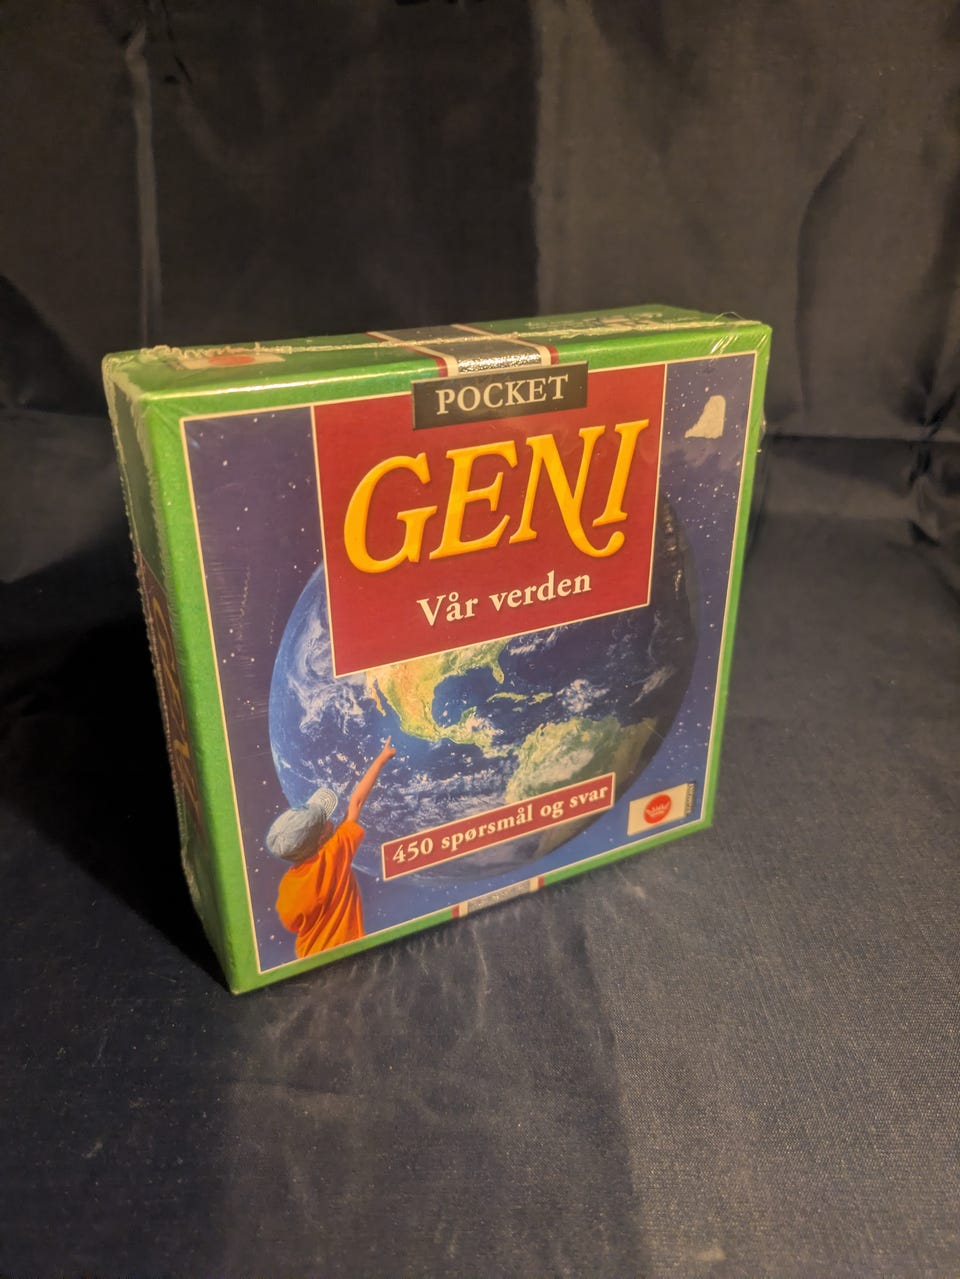 POCKET
GENI
Vår verden
450 spørsmål og svar